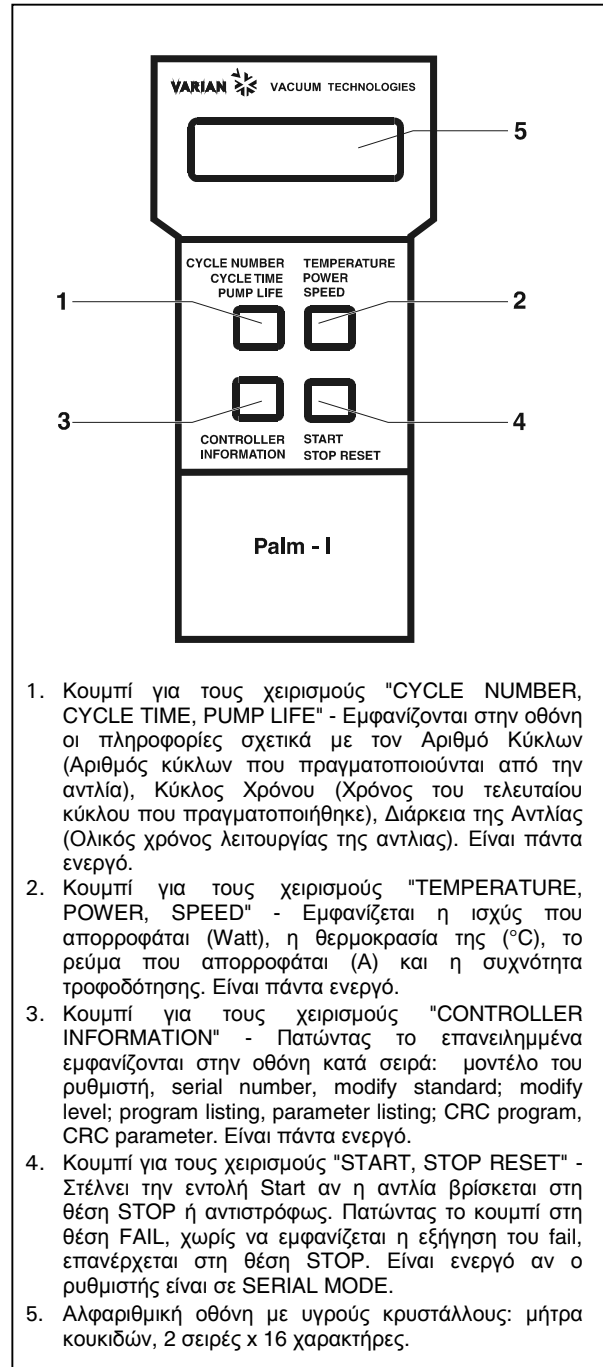 VARIAN VACUUM TECHNOLOGIES
5
CYCLE NUMBER
CYCLE TIME
PUMP LIFE
TEMPERATURE
POWER
SPEED
1
2
3
4
CONTROLLER
INFORMATION
START
STOP RESET
Palm - I
1. Κουμπί για τους χειρισμούς "CYCLE NUMBER,
CYCLE TIME, PUMP LIFE" - Εμφανίζονται στην οθόνη
οι πληροφορίες σχετικά με τον Αριθμό Κύκλων
(Αριθμός κύκλων που πραγματοποιούνται από την
αντλία), Κύκλος Χρόνου (Χρόνος του τελευταίου
κύκλου που πραγματοποιήθηκε), Διάρκεια της Αντλίας
(Ολικός χρόνος λειτουργίας της αντλιας). Είναι πάντα
ενεργό.
2. Κουμπί για τους χειρισμούς "TEMPERATURE,
POWER, SPEED" - Εμφανίζεται η ισχύς που
απορροφάται (Watt), η θερμοκρασία της (°C), το
ρεύμα που απορροφάται (A) και η συχνότητα
τροφοδότησης. Είναι πάντα ενεργό.
3. Κουμπί για τους χειρισμούς "CONTROLLER
INFORMATION" - Πατώντας το επανειλημμένα
εμφανίζονται στην οθόνη κατά σειρά: μοντέλο του
ρυθμιστή, serial number, modify standard; modify
level; program listing, parameter listing; CRC program,
CRC parameter. Είναι πάντα ενεργό.
4. Κουμπί για τους χειρισμούς "START, STOP RESET" -
Στέλνει την εντολή Start αν η αντλία βρίσκεται στη
θέση STOP ή αντιστρόφως. Πατώντας το κουμπί στη
θέση FAIL, χωρίς να εμφανίζεται η εξήγηση του fail,
επανέρχεται στη θέση STOP. Είναι ενεργό αν ο
ρυθμιστής είναι σε SERIAL MODE.
5. Αλφαριθμική οθόνη με υγρούς κρυστάλλους: μήτρα
κουκιδών, 2 σειρές x 16 χαρακτήρες.